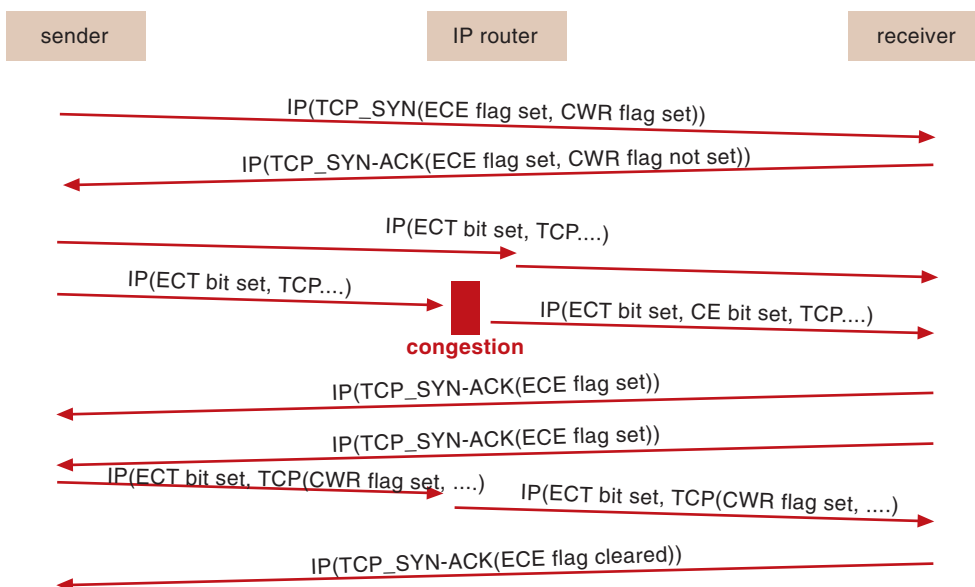 sender
IP router
receiver
IP(TCP_SYN(ECE flag set, CWR flag set))
IP(TCP_SYN-ACK(ECE flag set, CWR flag not set))
IP(ECT bit set, TCP....)
IP(ECT bit set, TCP....)
IP(ECT bit set, CE bit set, TCP....)
congestion
IP(TCP_SYN-ACK(ECE flag set))
IP(TCP_SYN-ACK(ECE flag set))
IP(ECT bit set, TCP(CWR flag set, ....)
IP(ECT bit set, TCP(CWR flag set, ....)
IP(TCP_SYN-ACK(ECE flag cleared))